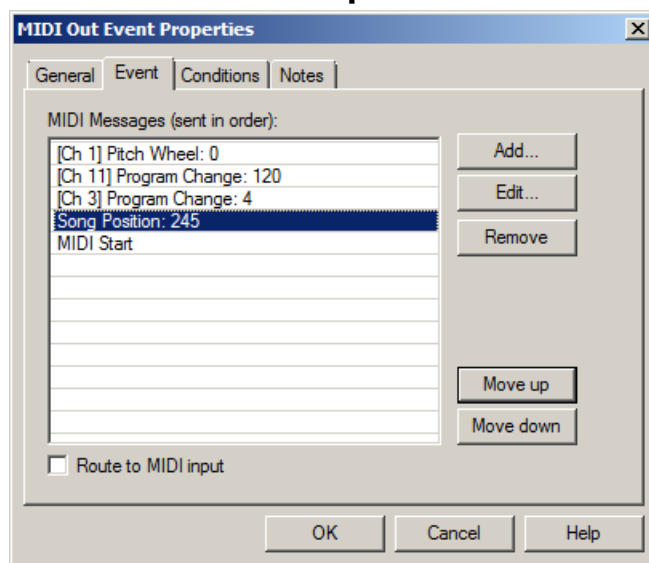 MIDI Out Event Properties
General Event Conditions Notes
MIDI Messages (sent in order):
[Ch 1] Pitch Wheel: 0
[Ch 11] Program Change: 120
[Ch 3] Program Change: 4
Song Position: 245
MIDI Start
Add...
Edit...
Remove
Move up
Move down
Route to MIDI input
OK Cancel Help